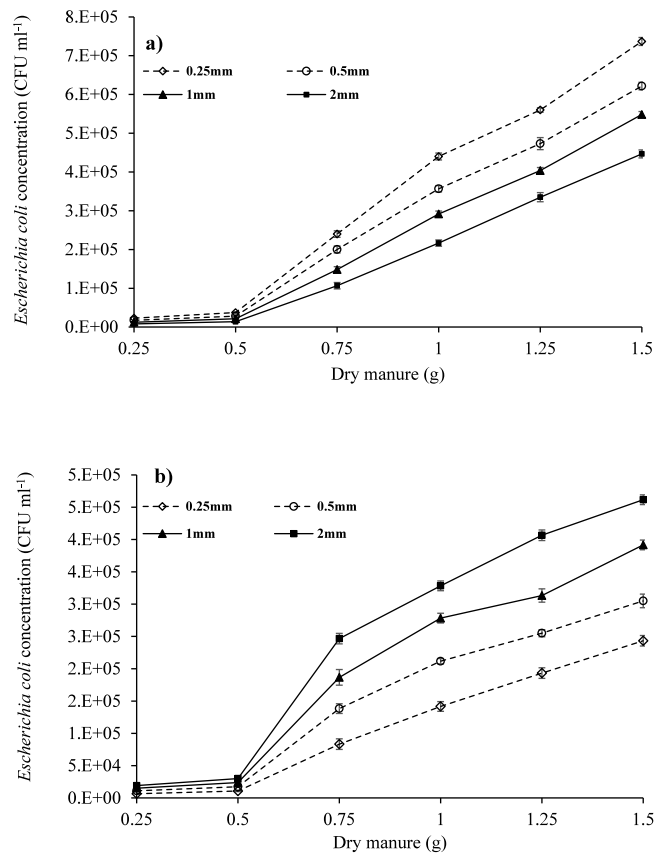 8.E+05
a)
7.E+05
0.25mm 0.5mm
6.E+05
1mm 2mm
5.E+05
4.E+05
3.E+05
2.E+05
1.E+05
0.E+00
0.25 0.5 0.75 1 1.25 1.5
Dry manure (g)
Escherichia coli concentration (CFU ml-1)
5.E+05
b)
5.E+05
0.25mm 0.5mm
4.E+05
1mm 2mm
4.E+05
3.E+05
3.E+05
2.E+05
2.E+05
1.E+05
5.E+04
0.E+00
0.25 0.5 0.75 1 1.25 1.5
Dry manure (g)
Escherichia coli concentration (CFU ml-1)